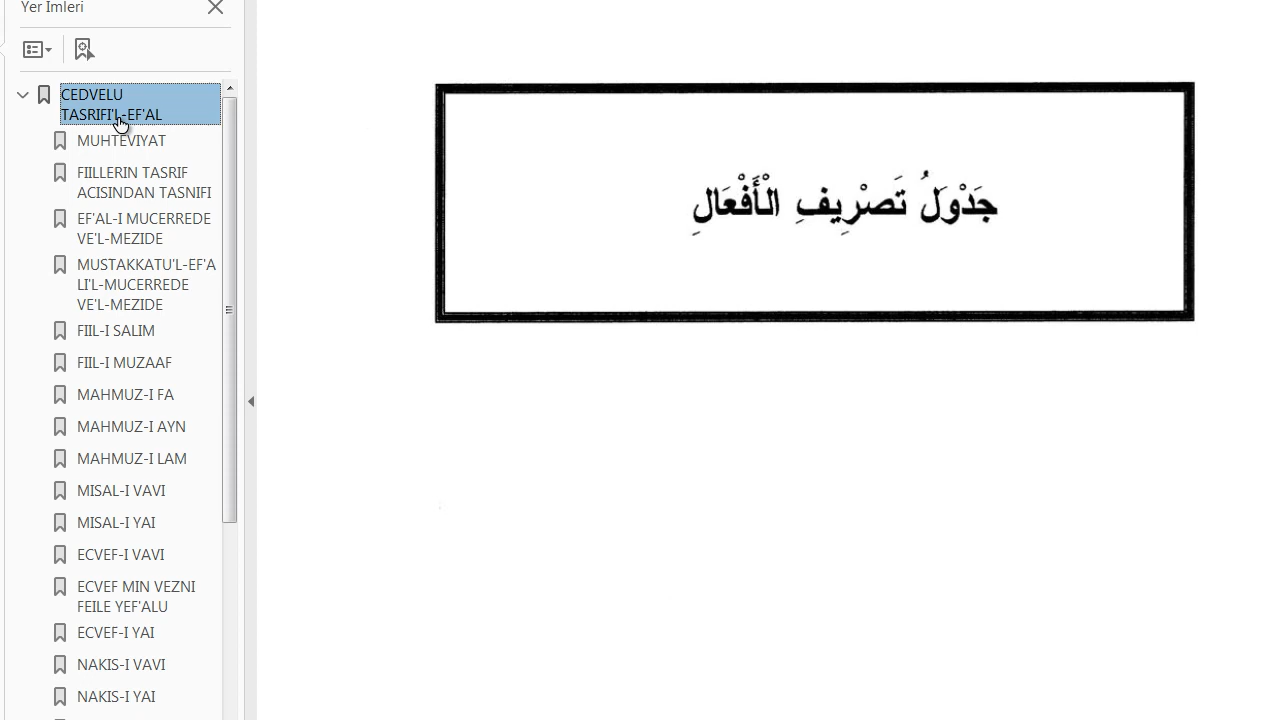 Yer İmleri
CEDVELU
TASRIFI'L-EF'AL
MUHTEVIYAT
FIILLERIN TASRIF
ACISINDAN TASNIFI
EF'AL-I MUCERREDE
VE'L-MEZIDE
MUSTAKKATU'L-EF'A
LI'L-MUCERREDE
VE'L-MEZIDE
FIIL-I SALIM
FIIL-I MUZAAF
MAHMUZ-I FA
MAHMUZ-I AYN
MAHMUZ-I LAM
MISAL-I VAVI
MISAL-I YAI
ECVEF-I VAVI
ECVEF MIN VEZNI
FEILE YEF'ALU
ECVEF-I YAI
NAKIS-I VAVI
NAKIS-I YAI
جَدْوَلُ تَصْرِيفِ الْأَفْعَالِ